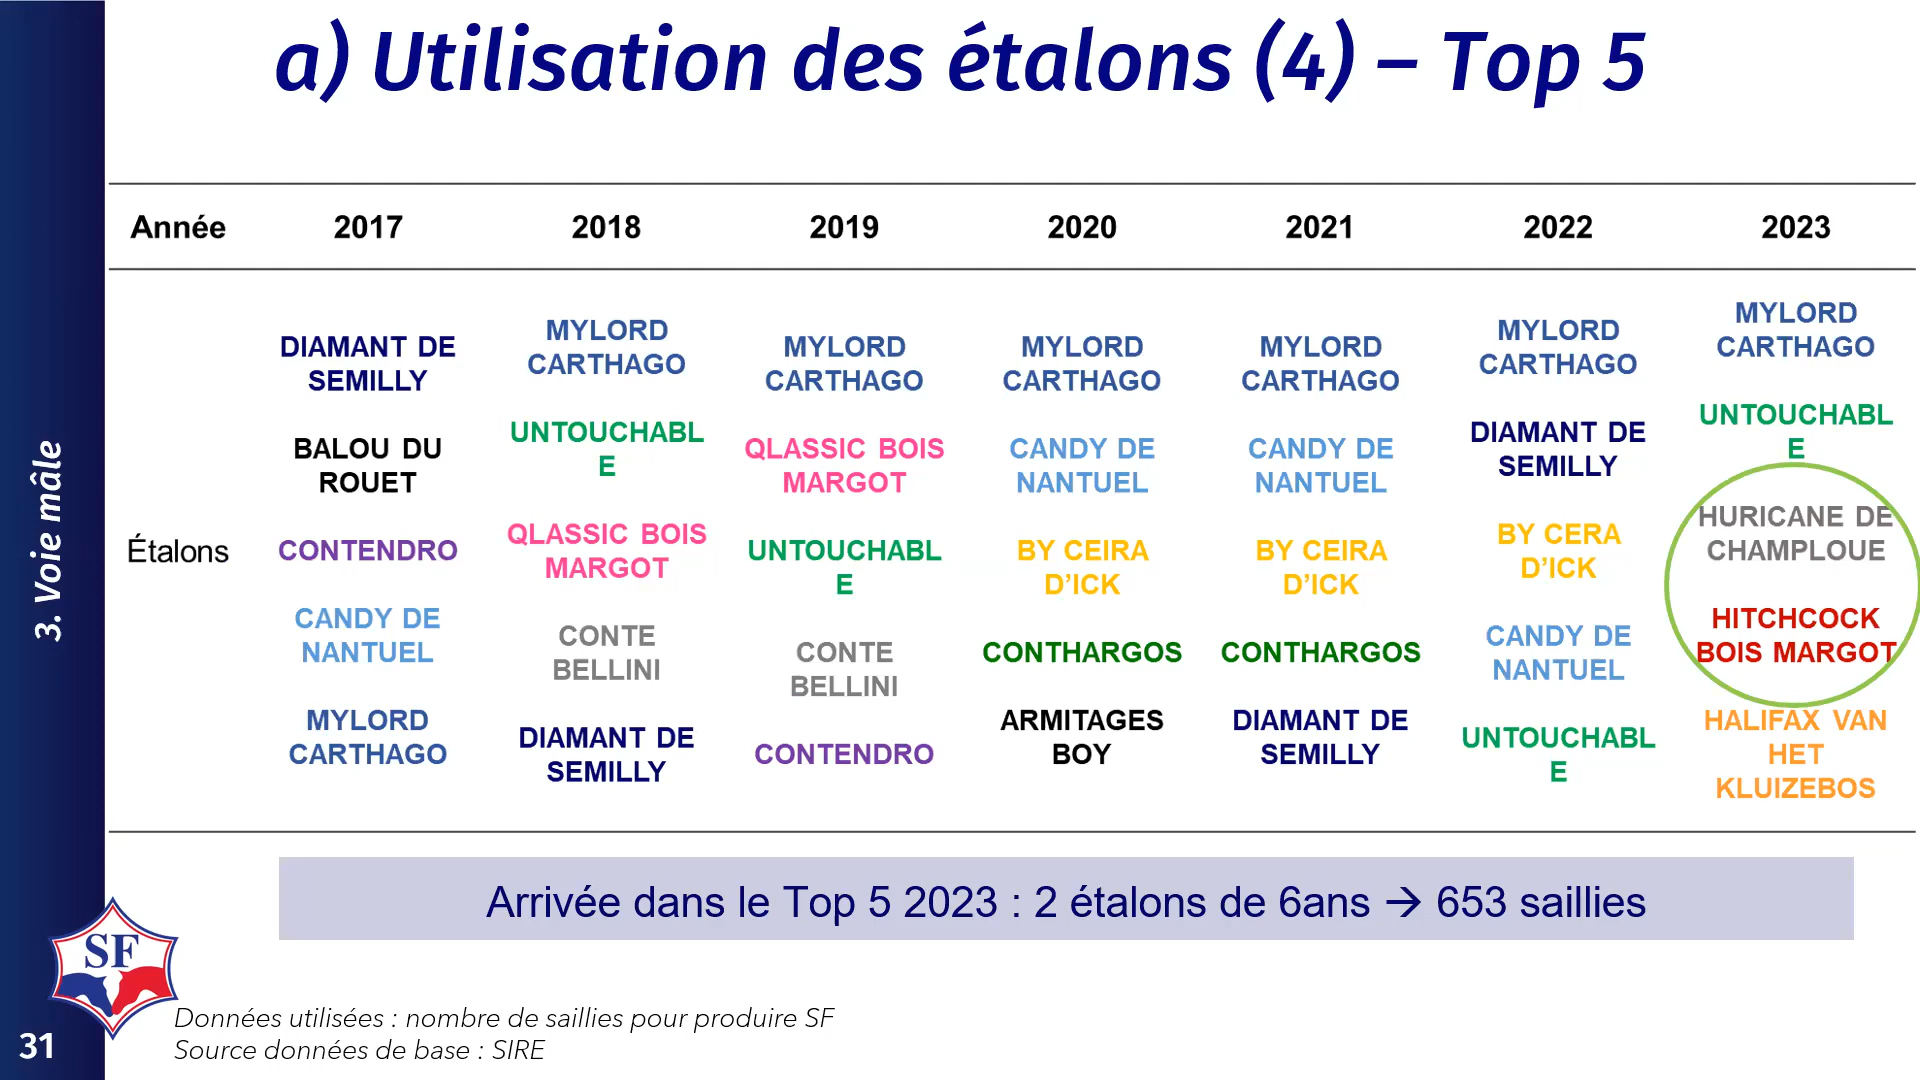 a) Utilisation des étalons (4) – Top 5
Année 2017 2018 2019 2020 2021 2022 2023
Étalons
DIAMANT DE
SEMILLY
BALOU DU
ROUET
CONTENDRO
CANDY DE
NANTUEL
MYLORD
CARTHAGO
MYLORD
CARTHAGO
UNTOUCHABL
E
QLASSIC BOIS
MARGOT
CONTE
BELLINI
DIAMANT DE
SEMILLY
MYLORD
CARTHAGO
QLASSIC BOIS
MARGOT
UNTOUCHABL
E
CONTE
BELLINI
CONTENDRO
MYLORD
CARTHAGO
CANDY DE
NANTUEL
BY CEIRA
D’ICK
CONTHARGOS
ARMITAGES
BOY
MYLORD
CARTHAGO
CANDY DE
NANTUEL
BY CEIRA
D’ICK
CONTHARGOS
DIAMANT DE
SEMILLY
MYLORD
CARTHAGO
DIAMANT DE
SEMILLY
BY CERA
D’ICK
CANDY DE
NANTUEL
UNTOUCHABL
E
MYLORD
CARTHAGO
UNTOUCHABL
E
HURICANE DE
CHAMPLOUE
HITCHCOCK
BOIS MARGOT
HALIFAX VAN
HET
KLUIZEBOS
Arrivée dans le Top 5 2023 : 2 étalons de 6ans → 653 saillies
3. Voie mâle
SF
Données utilisées : nombre de saillies pour produire SF
Source données de base : SIRE
31